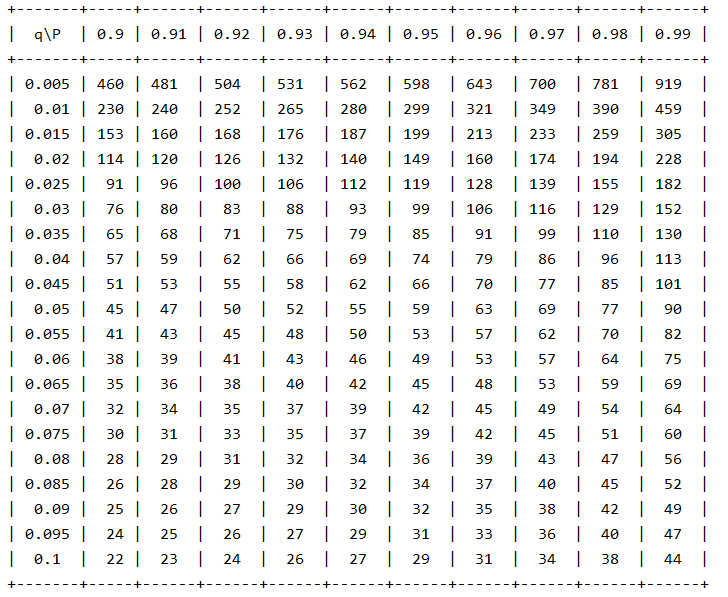 +-------+-----+------+------+------+------+------+------+------+------+------+
|  q\P  | 0.9 | 0.91 | 0.92 | 0.93 | 0.94 | 0.95 | 0.96 | 0.97 | 0.98 | 0.99 |
+-------+-----+------+------+------+------+------+------+------+------+------+
| 0.005 | 460 | 481  | 504  | 531  | 562  | 598  | 643  | 700  | 781  | 919  |
|  0.01 | 230 | 240  | 252  | 265  | 280  | 299  | 321  | 349  | 390  | 459  |
| 0.015 | 153 | 160  | 168  | 176  | 187  | 199  | 213  | 233  | 259  | 305  |
|  0.02 | 114 | 120  | 126  | 132  | 140  | 149  | 160  | 174  | 194  | 228  |
| 0.025 |  91 |  96  | 100  | 106  | 112  | 119  | 128  | 139  | 155  | 182  |
|  0.03 |  76 |  80  |  83  |  88  |  93  |  99  | 106  | 116  | 129  | 152  |
| 0.035 |  65 |  68  |  71  |  75  |  79  |  85  |  91  |  99  | 110  | 130  |
|  0.04 |  57 |  59  |  62  |  66  |  69  |  74  |  79  |  86  |  96  | 113  |
| 0.045 |  51 |  53  |  55  |  58  |  62  |  66  |  70  |  77  |  85  | 101  |
|  0.05 |  45 |  47  |  50  |  52  |  55  |  59  |  63  |  69  |  77  |  90  |
| 0.055 |  41 |  43  |  45  |  48  |  50  |  53  |  57  |  62  |  70  |  82  |
|  0.06 |  38 |  39  |  41  |  43  |  46  |  49  |  53  |  57  |  64  |  75  |
| 0.065 |  35 |  36  |  38  |  40  |  42  |  45  |  48  |  53  |  59  |  69  |
|  0.07 |  32 |  34  |  35  |  37  |  39  |  42  |  45  |  49  |  54  |  64  |
| 0.075 |  30 |  31  |  33  |  35  |  37  |  39  |  42  |  45  |  51  |  60  |
|  0.08 |  28 |  29  |  31  |  32  |  34  |  36  |  39  |  43  |  47  |  56  |
| 0.085 |  26 |  28  |  29  |  30  |  32  |  34  |  37  |  40  |  45  |  52  |
|  0.09 |  25 |  26  |  27  |  29  |  30  |  32  |  35  |  38  |  42  |  49  |
| 0.095 |  24 |  25  |  26  |  27  |  29  |  31  |  33  |  36  |  40  |  47  |
|  0.1  |  22 |  23  |  24  |  26  |  27  |  29  |  31  |  34  |  38  |  44  |
+-------+-----+------+------+------+------+------+------+------+------+------+